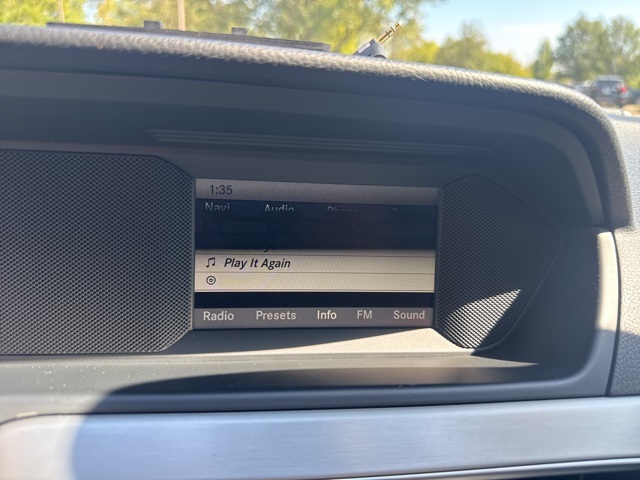 1:35
Navi Audio
Play It Again
Radio Presets Info FM Sound